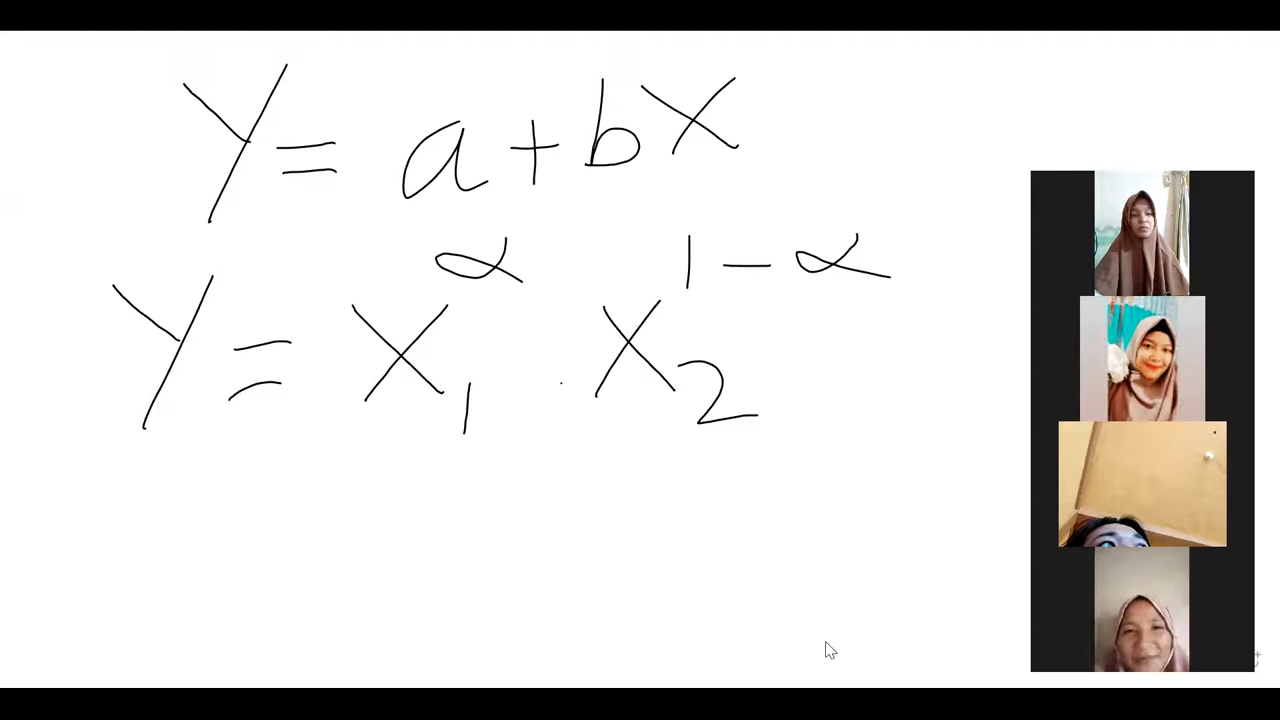 Y = a + bX
Y = X₁^α . X₂^(1-α)